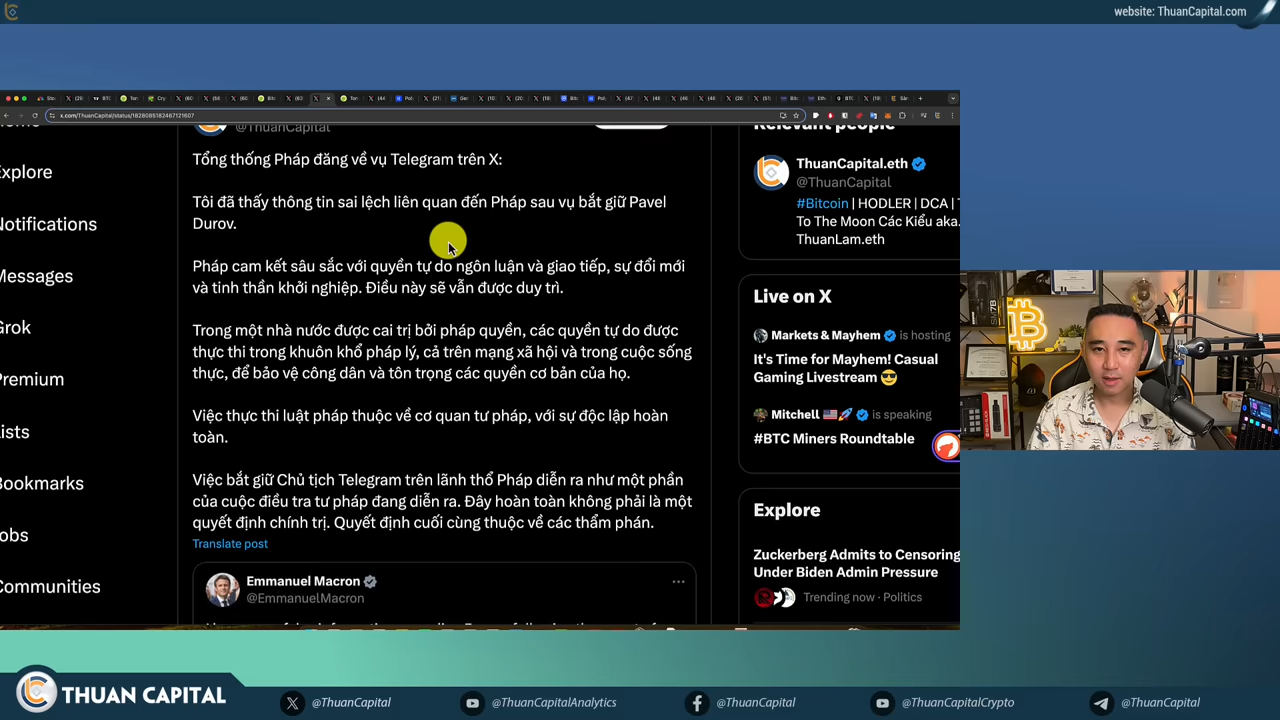 website: ThuanCapital.com
x.com/ThuanCapital/status/1828085182467121607
Explore
Notifications
Messages
Grok
Premium
Lists
Bookmarks
Jobs
Communities
@ThuanCapital
Tổng thống Pháp đăng về vụ Telegram trên X:
Tôi đã thấy thông tin sai lệch liên quan đến Pháp sau vụ bắt giữ Pavel
Durov.
Pháp cam kết sâu sắc với quyền tự do ngôn luận và giao tiếp, sự đổi mới
và tinh thần khởi nghiệp. Điều này sẽ vẫn được duy trì.
Trong một nhà nước được cai trị bởi pháp quyền, các quyền tự do được
thực thi trong khuôn khổ pháp lý, cả trên mạng xã hội và trong cuộc sống
thực, để bảo vệ công dân và tôn trọng các quyền cơ bản của họ.
Việc thực thi luật pháp thuộc về cơ quan tư pháp, với sự độc lập hoàn
toàn.
Việc bắt giữ Chủ tịch Telegram trên lãnh thổ Pháp diễn ra như một phần
của cuộc điều tra tư pháp đang diễn ra. Đây hoàn toàn không phải là một
quyết định chính trị. Quyết định cuối cùng thuộc về các thẩm phán.
Translate post
Emmanuel Macron
@EmmanuelMacron
Relevant people
ThuanCapital.eth
@ThuanCapital
#Bitcoin | HODLER | DCA |
To The Moon Các Kiểu aka.
ThuanLam.eth
Live on X
Markets & Mayhem is hosting
It's Time for Mayhem! Casual
Gaming Livestream 😎
Mitchell 🇺🇸🚀 is speaking
#BTC Miners Roundtable
Explore
Zuckerberg Admits to Censoring
Under Biden Admin Pressure
Trending now · Politics
THUAN CAPITAL
@ThuanCapital
@ThuanCapitalAnalytics
@ThuanCapital
@ThuanCapitalCrypto
@ThuanCapital